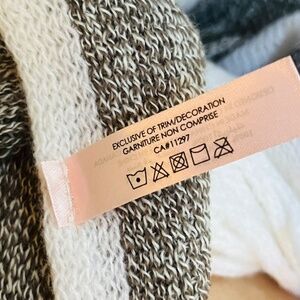 EXCLUSIVE OF TRIM/DECORATION
GARNITURE NON COMPRISE
CA#11297